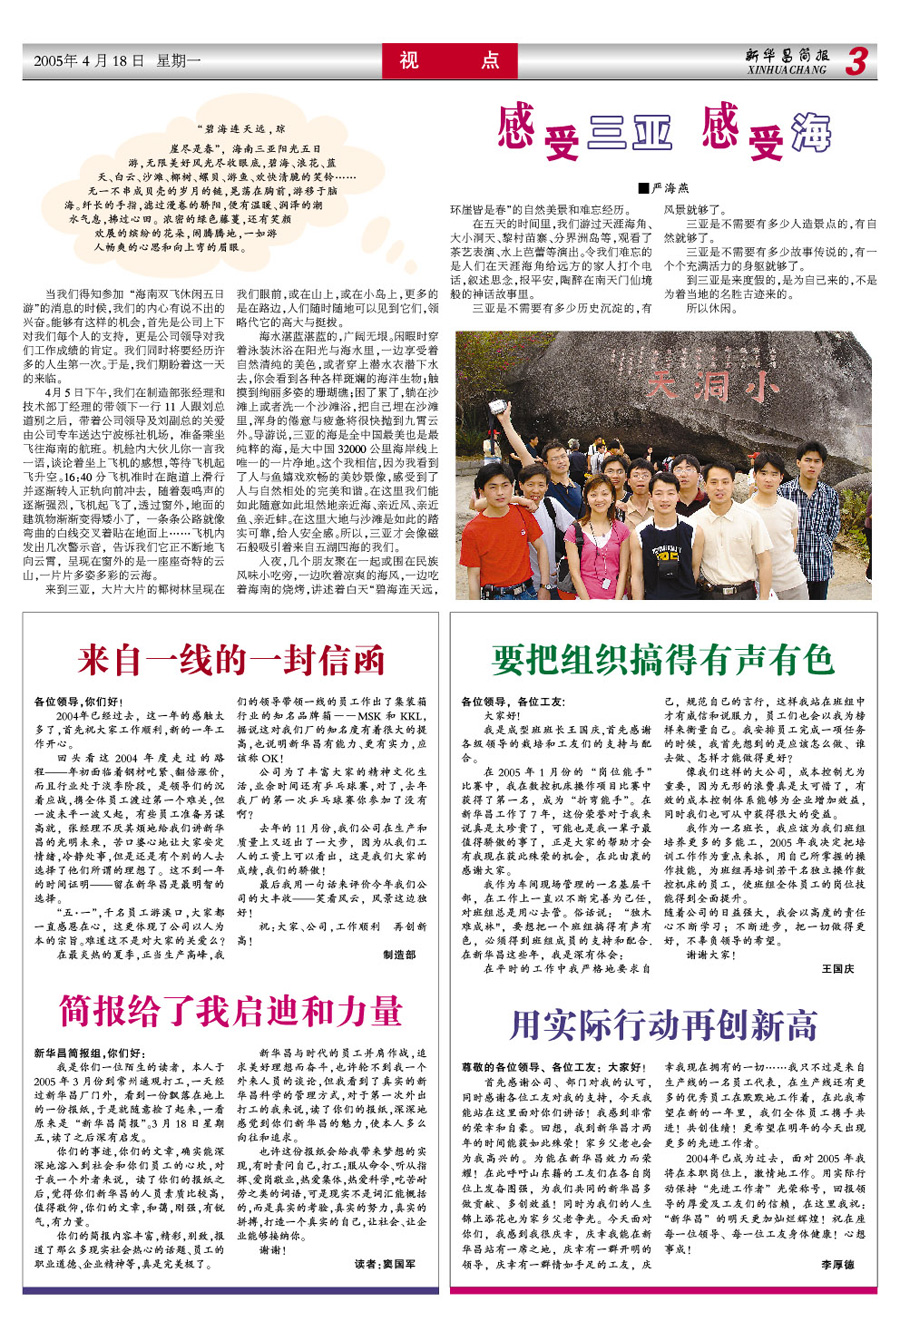 2005年 4 月 18 日 星期一
视 点
新华昌简报
XINHUACHANG
3
感受三亚 感受海
■严海燕
“碧海连天远，琼
崖尽是春”，海南三亚阳光五日
游，无限美好风光尽收眼底，碧海、浪花、蓝
天、白云、沙滩、椰树、螺贝、游鱼、欢快清脆的笑铃……
无一不串成贝壳的岁月的链，晃荡在胸前，游移于脑
海。纤长的手指，滤过漫卷的骄阳，便有温暖、润泽的潮
水气息，拂过心田。浓密的绿色藤蔓，还有笑颜
欢展的缤纷的花朵，闹腾腾地，一如游
人畅爽的心思和向上弯的眉眼。
当我们得知参加“海南双飞休闲五日
游”的消息的时候，我们的内心有说不出的
兴奋。能够有这样的机会，首先是公司上下
对我们每个人的支持，更是公司领导对我
们工作成绩的肯定。我们同时将要经历许
多的人生第一次。于是，我们期盼着这一天
的来临。
4月 5 日下午，我们在制造部张经理和
技术部丁经理的带领下一行 11 人跟刘总
道别之后，带着公司领导及刘副总的关爱
由公司专车送达宁波栎社机场，准备乘坐
飞往海南的航班。机舱内大伙儿你一言我
一语，谈论着坐上飞机的感想，等待飞机起
飞升空。16:40 分飞机准时在跑道上滑行
并逐渐转入正轨向前冲去，随着轰鸣声的
逐渐强烈，飞机起飞了，透过窗外，地面的
建筑物渐渐变得矮小了，一条条公路就像
弯曲的白线交叉着贴在地面上……飞机内
发出几次警示音，告诉我们它正不断地飞
向云霄，呈现在窗外的是一座座奇特的云
山，一片片多姿多彩的云海。
来到三亚，大片大片的椰树林呈现在
我们眼前，或在山上，或在小岛上，更多的
是在路边，人们随时随地可以见到它们，领
略代它的高大与挺拔。
海水湛蓝湛蓝的，广阔无垠。闲暇时穿
着泳装沐浴在阳光与海水里，一边享受着
自然清纯的美色，或者穿上潜水衣潜下水
去，你会看到各种各样斑斓的海洋生物；触
摸到绚丽多姿的珊瑚礁；困了累了，躺在沙
滩上或者洗一个沙滩浴，把自己埋在沙滩
里，浑身的倦意与疲惫将很快抛到九霄云
外。导游说，三亚的海是全中国最美也是最
纯粹的海，是大中国 32000 公里海岸线上
唯一的一片净地。这个我相信，因为我看到
了人与鱼嬉戏欢畅的美妙景像，感受到了
人与自然相处的完美和谐。在这里我们能
如此随意如此坦然地亲近海、亲近风、亲近
鱼、亲近蚌。在这里大地与沙滩是如此的踏
实可靠，给人安全感。所以，三亚才会像磁
石般吸引着来自五湖四海的我们。
入夜，几个朋友聚在一起或围在民族
风味小吃旁，一边吹着凉爽的海风，一边吃
着海南的烧烤，讲述着白天“碧海连天远，
环崖皆是春”的自然美景和难忘经历。
在五天的时间里，我们游过天涯海角、
大小洞天、黎村苗寨、分界洲岛等，观看了
茶艺表演、水上芭蕾等演出。令我们难忘的
是人们在天涯海角给远方的家人打个电
话，叙述思念，报平安，陶醉在南天门仙境
般的神话故事里。
三亚是不需要有多少历史沉淀的，有
风景就够了。
三亚是不需要有多少人造景点的，有自
然就够了。
三亚是不需要有多少故事传说的，有一
个个充满活力的身躯就够了。
到三亚是来度假的，是为自己来的，不是
为着当地的名胜古迹来的。
所以休闲。
天洞小
来自一线的一封信函
各位领导，你们好！
2004年已经过去，这一年的感触太
多了，首先祝大家工作顺利，新的一年工
作开心。
回头看这 2004 年度走过的路
程——年初面临着钢材吃紧、翻倍涨价，
而且行业处于淡季阶段，是领导们的沉
着应战，携全体员工渡过第一个难关，但
一波未平一波又起，有些员工准备另谋
高就，张经理不厌其烦地给我们讲新华
昌的光明未来，苦口婆心地让大家安定
情绪，冷静处事，但是还是有个别的人去
选择了他们所谓的理想了。这不到一年
的时间证明——留在新华昌是最明智的
选择。
“五·一”，千名员工游溪口，大家都
一直感恩在心，这更体现了公司以人为
本的宗旨。难道这不是对大家的关爱么？
在最炎热的夏季，正当生产高峰，我
们的领导带领一线的员工作出了集装箱
行业的知名品牌箱——MSK 和 KKL，
据说这对我们厂的知名度有着很大的提
高，也说明新华昌有能力、更有实力，应
该称 OK！
公司为了丰富大家的精神文化生
活，业余时间还有乒乓球赛，对了，去年
我厂的第一次乒乓球赛你参加了没有
啊？
去年的 11 月份，我们公司在生产和
质量上又迈出了一大步，因为从我们工
人的工资上可以看出，这是我们大家的
成绩，我们的骄傲！
最后我用一句话来评价今年我们公
司的大丰收——笑看风云，风景这边独
好！
祝：大家、公司，工作顺利 再创新
高！
制造部
简报给了我启迪和力量
新华昌简报组，你们好：
我是你们一位陌生的读者，本人于
2005 年 3 月份到常州遥观打工，一天经
过新华昌厂门外，看到一份飘落在地上
的一份报纸，于是就随意捡了起来，一看
原来是“新华昌简报”。3 月 18 日星期
五，读了之后深有启发。
你们的事迹，你们的文章，确实能深
深地溶入到社会和你们员工的心坎，对
于我一个外者来说，读了你们的报纸之
后，觉得你们新华昌的人员素质比较高，
值得敬仰，你们的文章，和蔼，刚强，有锐
气，有力量。
你们的简报内容丰富，精彩，别致，报
道了那么多现实社会热心的话题、员工的
职业道德、企业精神等，真是完美极了。
新华昌与时代的员工并肩作战，追
求美好理想而奋斗，也许轮不到我一个
外来人员的谈论，但我看到了真实的新
华昌科学的管理方式，对于第一次外出
打工的我来说，读了你们的报纸，深深地
感觉到你们新华昌的魅力，使本人多么
向往和追求。
也许这份报纸会给我带来梦想的实
现，有时责问自己，打工：服从命令、听从指
挥、爱岗敬业，热爱集体，热爱科学，吃苦耐
劳之类的词语，可是现实不是词汇能概括
的，而是真实的考验，真实的努力，真实的
拼搏，打造一个真实的自己，让社会、让企
业能够接纳你。
谢谢！
读者：窦国军
要把组织搞得有声有色
各位领导，各位工友：
大家好！
我是成型班班长王国庆，首先感谢
各级领导的栽培和工友们的支持与配
合。
在 2005 年 1 月份的“岗位能手”
比赛中，我在数控机床操作项目比赛中
获得了第一名，成为“折弯能手”。在
新华昌工作了 7 年，这份荣誉对于我来
说真是太珍贵了，可能也是我一辈子最
值得骄傲的事了，正是大家的帮助才会
有我现在获此殊荣的机会，在此由衷的
感谢大家。
我作为车间现场管理的一名基层干
部，在工作上一直以不断完善为己任，
对班组总是用心去管。俗话说：“独木
难成林”，要想把一个班组搞得有声有
色，必须得到班组成员的支持和配合.
在新华昌这些年，我是深有体会：
在平时的工作中我严格地要求自
己，规范自己的言行，这样我站在班组中
才有威信和说服力，员工们也会以我为榜
样来衡量自己。我安排员工完成一项任务
的时候，我首先想到的是应该怎么做、谁
去做、怎样才能做得更好？
像我们这样的大公司，成本控制尤为
重要，因为无形的浪费真是太可惜了，有
效的成本控制体系能够为企业增加效益，
同时我们也可从中获得很大的受益。
我作为一名班长，我应该为我们班组
培养更多的多能工，2005 年我决定把培
训工作作为重点来抓，用自己所掌握的操
作技能，为班组再培训若干名独立操作数
控机床的员工，使班组全体员工的岗位技
能得到全面提升。
随着公司的日益强大，我会以高度的责任
心不断学习；不断进步，把一切做得更
好，不辜负领导的希望。
谢谢大家！
王国庆
用实际行动再创新高
尊敬的各位领导、各位工友：大家好！
首先感谢公司、部门对我的认可，
同时感谢各位工友对我的支持，今天我
能站在这里面对你们讲话！我感到非常
的荣幸和自豪。回想，我到新华昌才两
年的时间能获如此殊荣！家乡父老也会
为我高兴的。为能在新华昌效力而荣
耀！在此呼吁山东籍的工友们在各自岗
位上发奋图强，为我们共同的新华昌多
做贡献、多创效益！同时为我们的人生
锦上添花也为家乡父老争光。今天面对
你们，我感到我很庆幸，庆幸我能在新
华昌站有一席之地，庆幸有一群开明的
领导，庆幸有一群情如手足的工友，庆
幸我现在拥有的一切……我只不过是来自
生产线的一名员工代表，在生产线还有更
多的优秀员工在默默地工作着，在此我希
望在新的一年里，我们全体员工携手共
进！共创佳绩！更希望在明年的今天出现
更多的先进工作者。
2004年已成为过去，面对 2005 年我
将在本职岗位上，激情地工作。用实际行
动保持“先进工作者”光荣称号，回报领
导的厚爱及工友们的信赖，在这里我祝：
“新华昌”的明天更加灿烂辉煌！祝在座
每一位领导、每一位工友身体健康！心想
事成！
李厚德